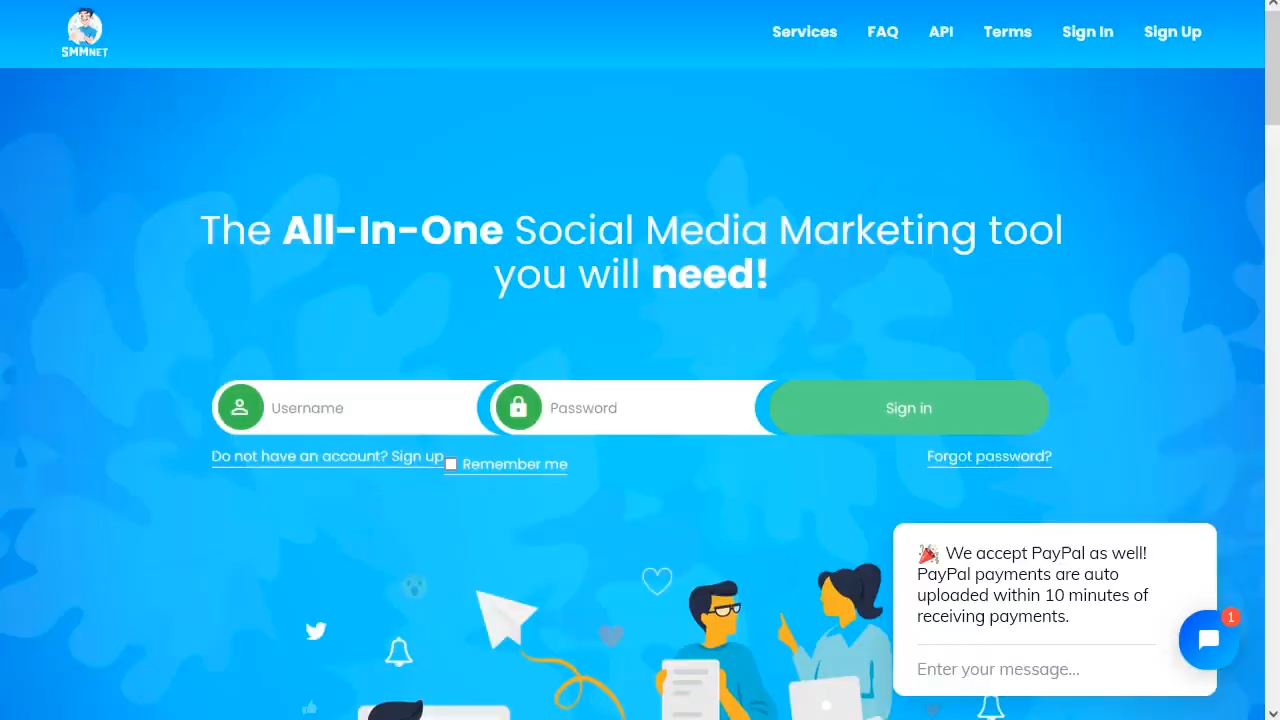 SMMNET
Services FAQ API Terms Sign In Sign Up
The All-In-One Social Media Marketing tool
you will need!
Username Password Sign in
Do not have an account? Sign up Remember me Forgot password?
🎉 We accept PayPal as well!
PayPal payments are auto
uploaded within 10 minutes of
receiving payments.
1
Enter your message...